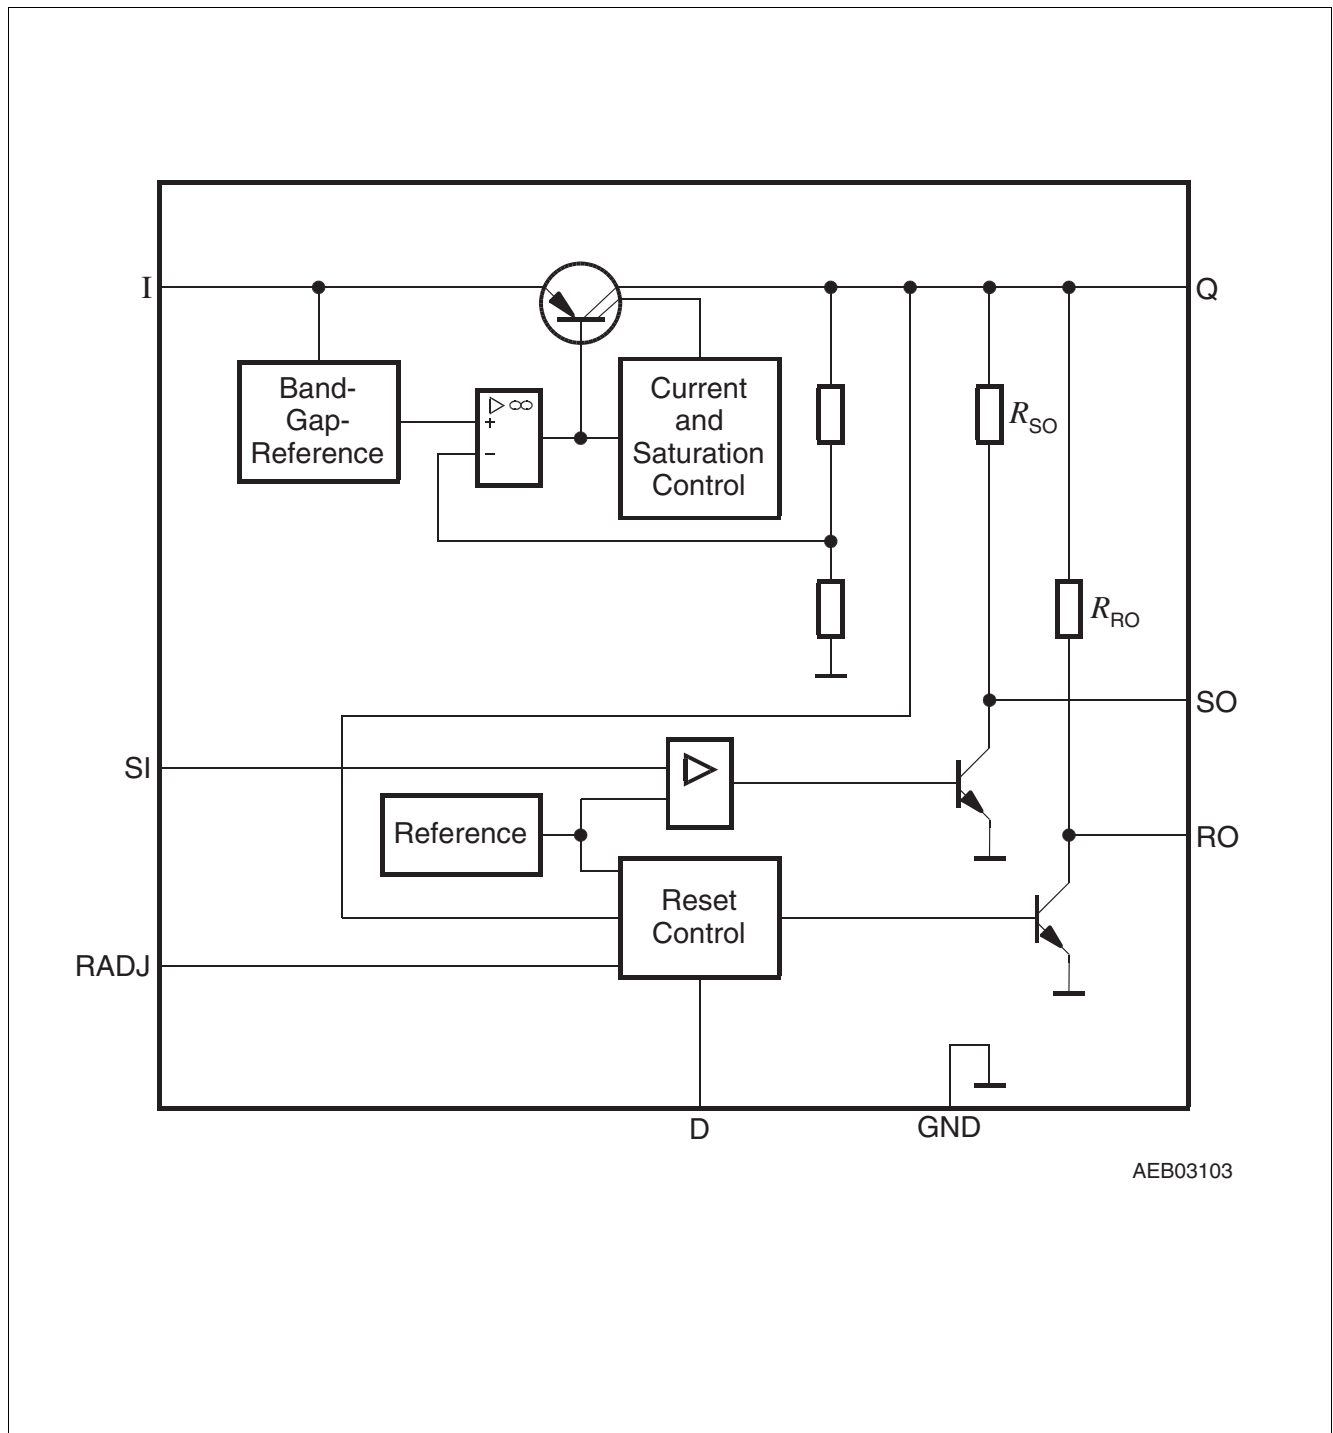 I
Q
Band-
Gap-
Reference
▷ ∞
+
−
Current
and
Saturation
Control
RSO
RRO
SO
SI
Reference
RO
Reset
Control
RADJ
D
GND
AEB03103